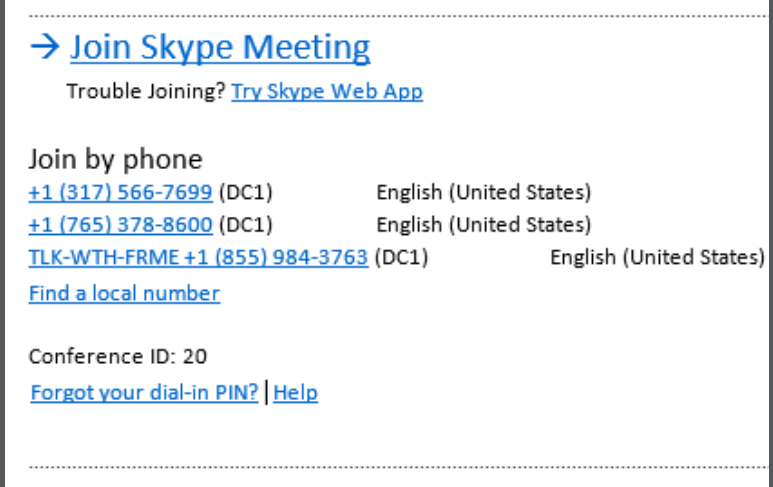 → Join Skype Meeting
Trouble Joining? Try Skype Web App
Join by phone
+1 (317) 566-7699 (DC1) English (United States)
+1 (765) 378-8600 (DC1) English (United States)
TLK-WTH-FRME +1 (855) 984-3763 (DC1) English (United States)
Find a local number
Conference ID: 20
Forgot your dial-in PIN? | Help